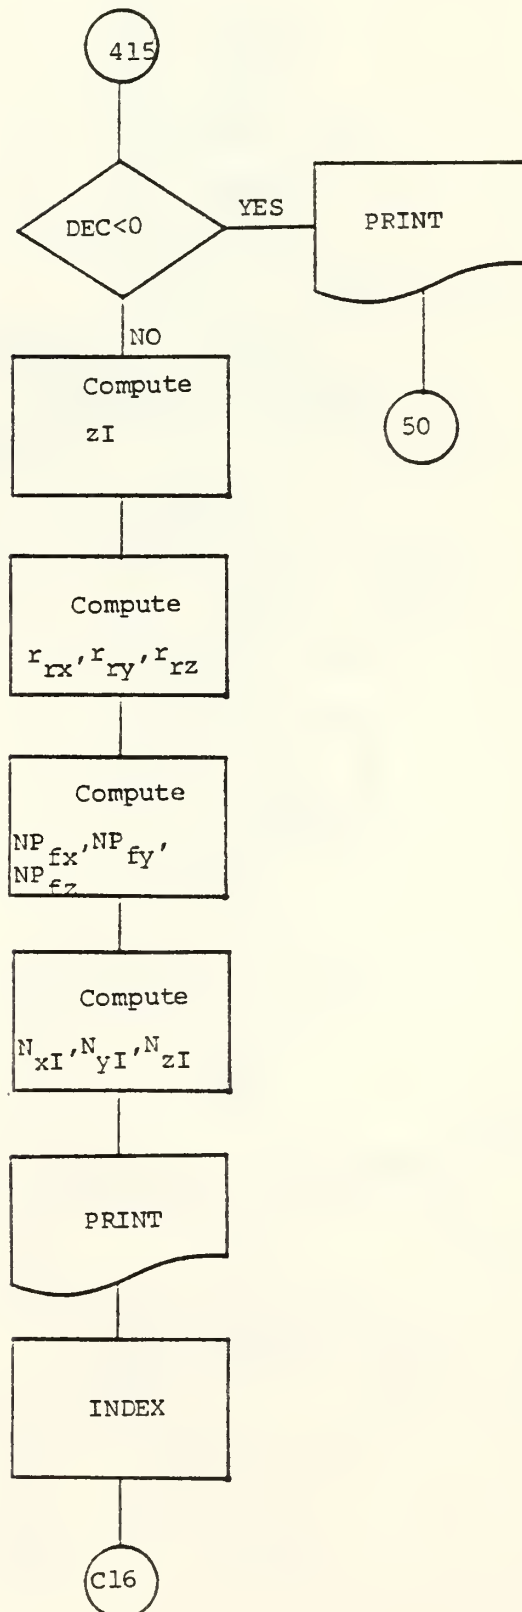 415
DEC<0
YES
PRINT
NO
50
Compute
zI
Compute
r_rx, r_ry, r_rz
Compute
NP_fx, NP_fy,
NP_fz
Compute
N_xI, N_yI, N_zI
PRINT
INDEX
C16